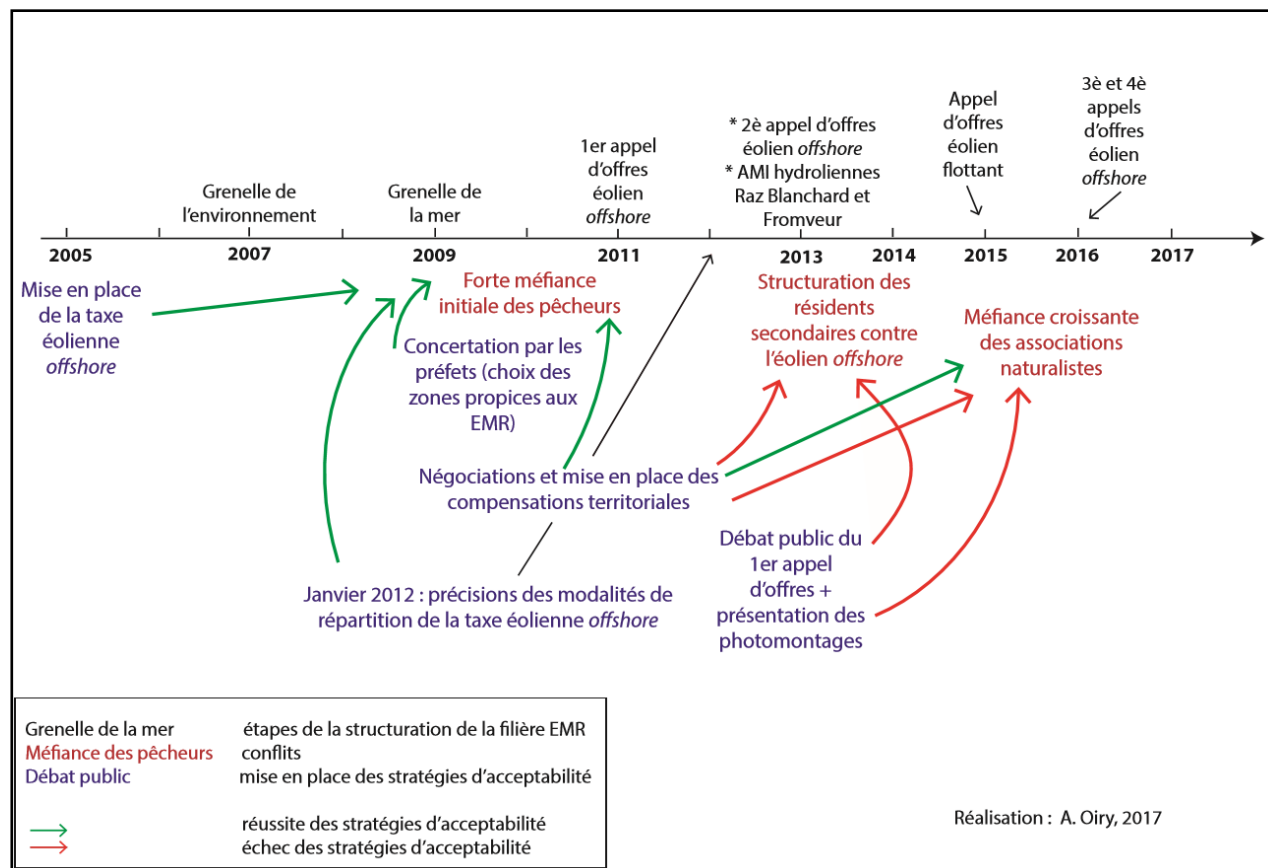 Grenelle de
l'environnement
Grenelle de
la mer
1er appel
d'offres
éolien
offshore
* 2è appel d'offres
éolien offshore
* AMI hydroliennes
Raz Blanchard et
Fromveur
Appel
d'offres
éolien
flottant
3è et 4è
appels
d'offres
éolien
offshore
2005
2007
2009
2011
2013
2014
2015
2016
2017
Mise en place
de la taxe
éolienne
offshore
Forte méfiance
initiale des pêcheurs
Concertation par les
préfets (choix des
zones propices aux
EMR)
Négociations et mise en place des
compensations territoriales
Janvier 2012 : précisions des modalités de
répartition de la taxe éolienne offshore
Structuration des
résidents
secondaires contre
l'éolien offshore
Méfiance croissante
des associations
naturalistes
Débat public du
1er appel
d'offres +
présentation des
photomontages
Grenelle de la mer étapes de la structuration de la filière EMR
Méfiance des pêcheurs conflits
Débat public mise en place des stratégies d'acceptabilité
réussite des stratégies d'acceptabilité
échec des stratégies d'acceptabilité
Réalisation : A. Oiry, 2017